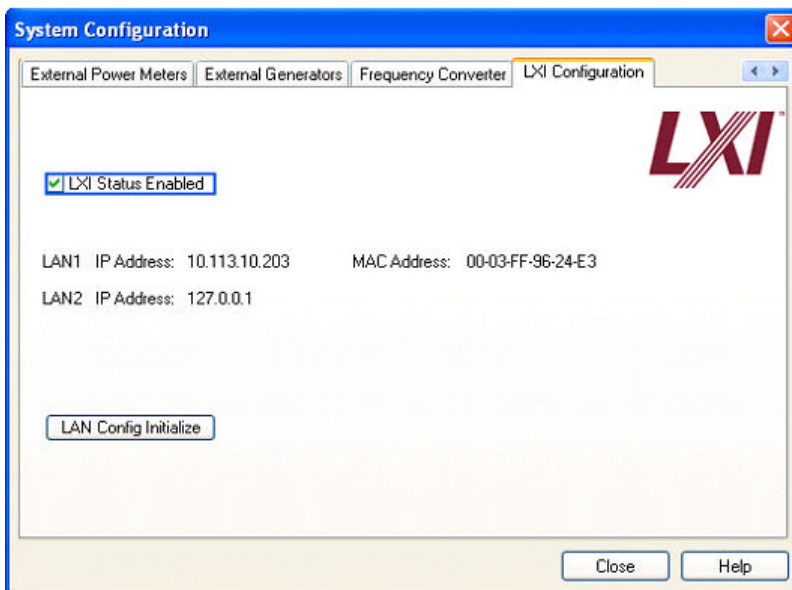 System Configuration
External Power Meters External Generators Frequency Converter LXI Configuration
LXI
LXI Status Enabled
LAN1 IP Address: 10.113.10.203 MAC Address: 00-03-FF-96-24-E3
LAN2 IP Address: 127.0.0.1
LAN Config Initialize
Close Help